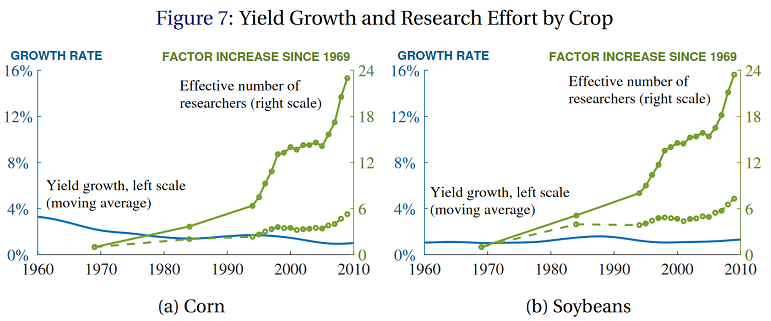 Figure 7: Yield Growth and Research Effort by Crop
GROWTH RATE FACTOR INCREASE SINCE 1969
16% 24
Effective number of
researchers (right scale)
12% 18
8% 12
Yield growth, left scale
(moving average)
4% 6
0% 0
1960 1970 1980 1990 2000 2010
(a) Corn
GROWTH RATE FACTOR INCREASE SINCE 1969
16% 24
Effective number of
researchers (right scale)
12% 18
8% 12
Yield growth, left scale
(moving average)
4% 6
0% 0
1960 1970 1980 1990 2000 2010
(b) Soybeans